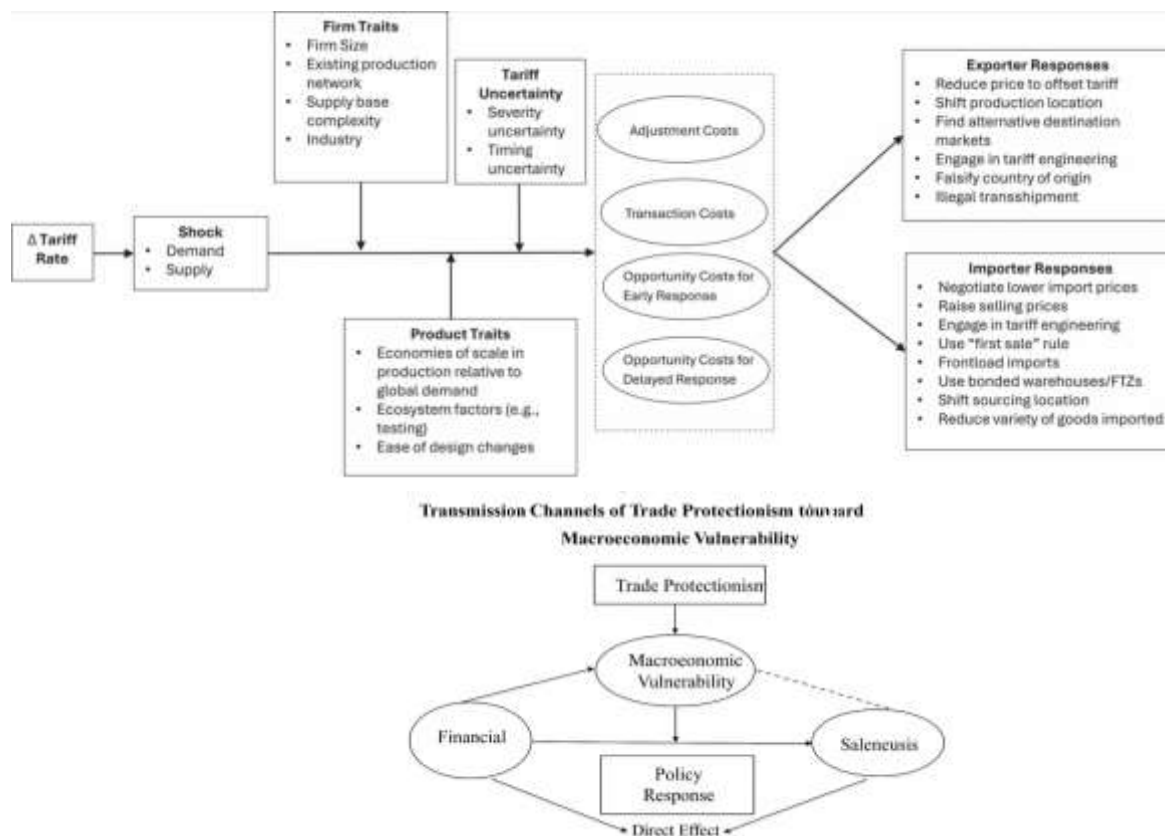 Firm Traits
• Firm Size
• Existing production
network
• Supply base
complexity
• Industry
Tariff
Uncertainty
• Severity
uncertainty
• Timing
uncertainty
Δ Tariff
Rate
Shock
• Demand
• Supply
Product Traits
• Economies of scale in
production relative to
global demand
• Ecosystem factors (e.g.,
testing)
• Ease of design changes
Adjustment Costs
Transaction Costs
Opportunity Costs for
Early Response
Opportunity Costs for
Delayed Response
Exporter Responses
• Reduce price to offset tariff
• Shift production location
• Find alternative destination
markets
• Engage in tariff engineering
• Falsify country of origin
• Illegal transshipment
Importer Responses
• Negotiate lower import prices
• Raise selling prices
• Engage in tariff engineering
• Use "first sale" rule
• Frontload imports
• Use bonded warehouses/FTZs
• Shift sourcing location
• Reduce variety of goods imported
Transmission Channels of Trade Protectionism
Macroeconomic Vulnerability
Trade Protectionism
Macroeonomic
Vulnerability
Financial
Saleneusis
Policy
Response
Direct Effect